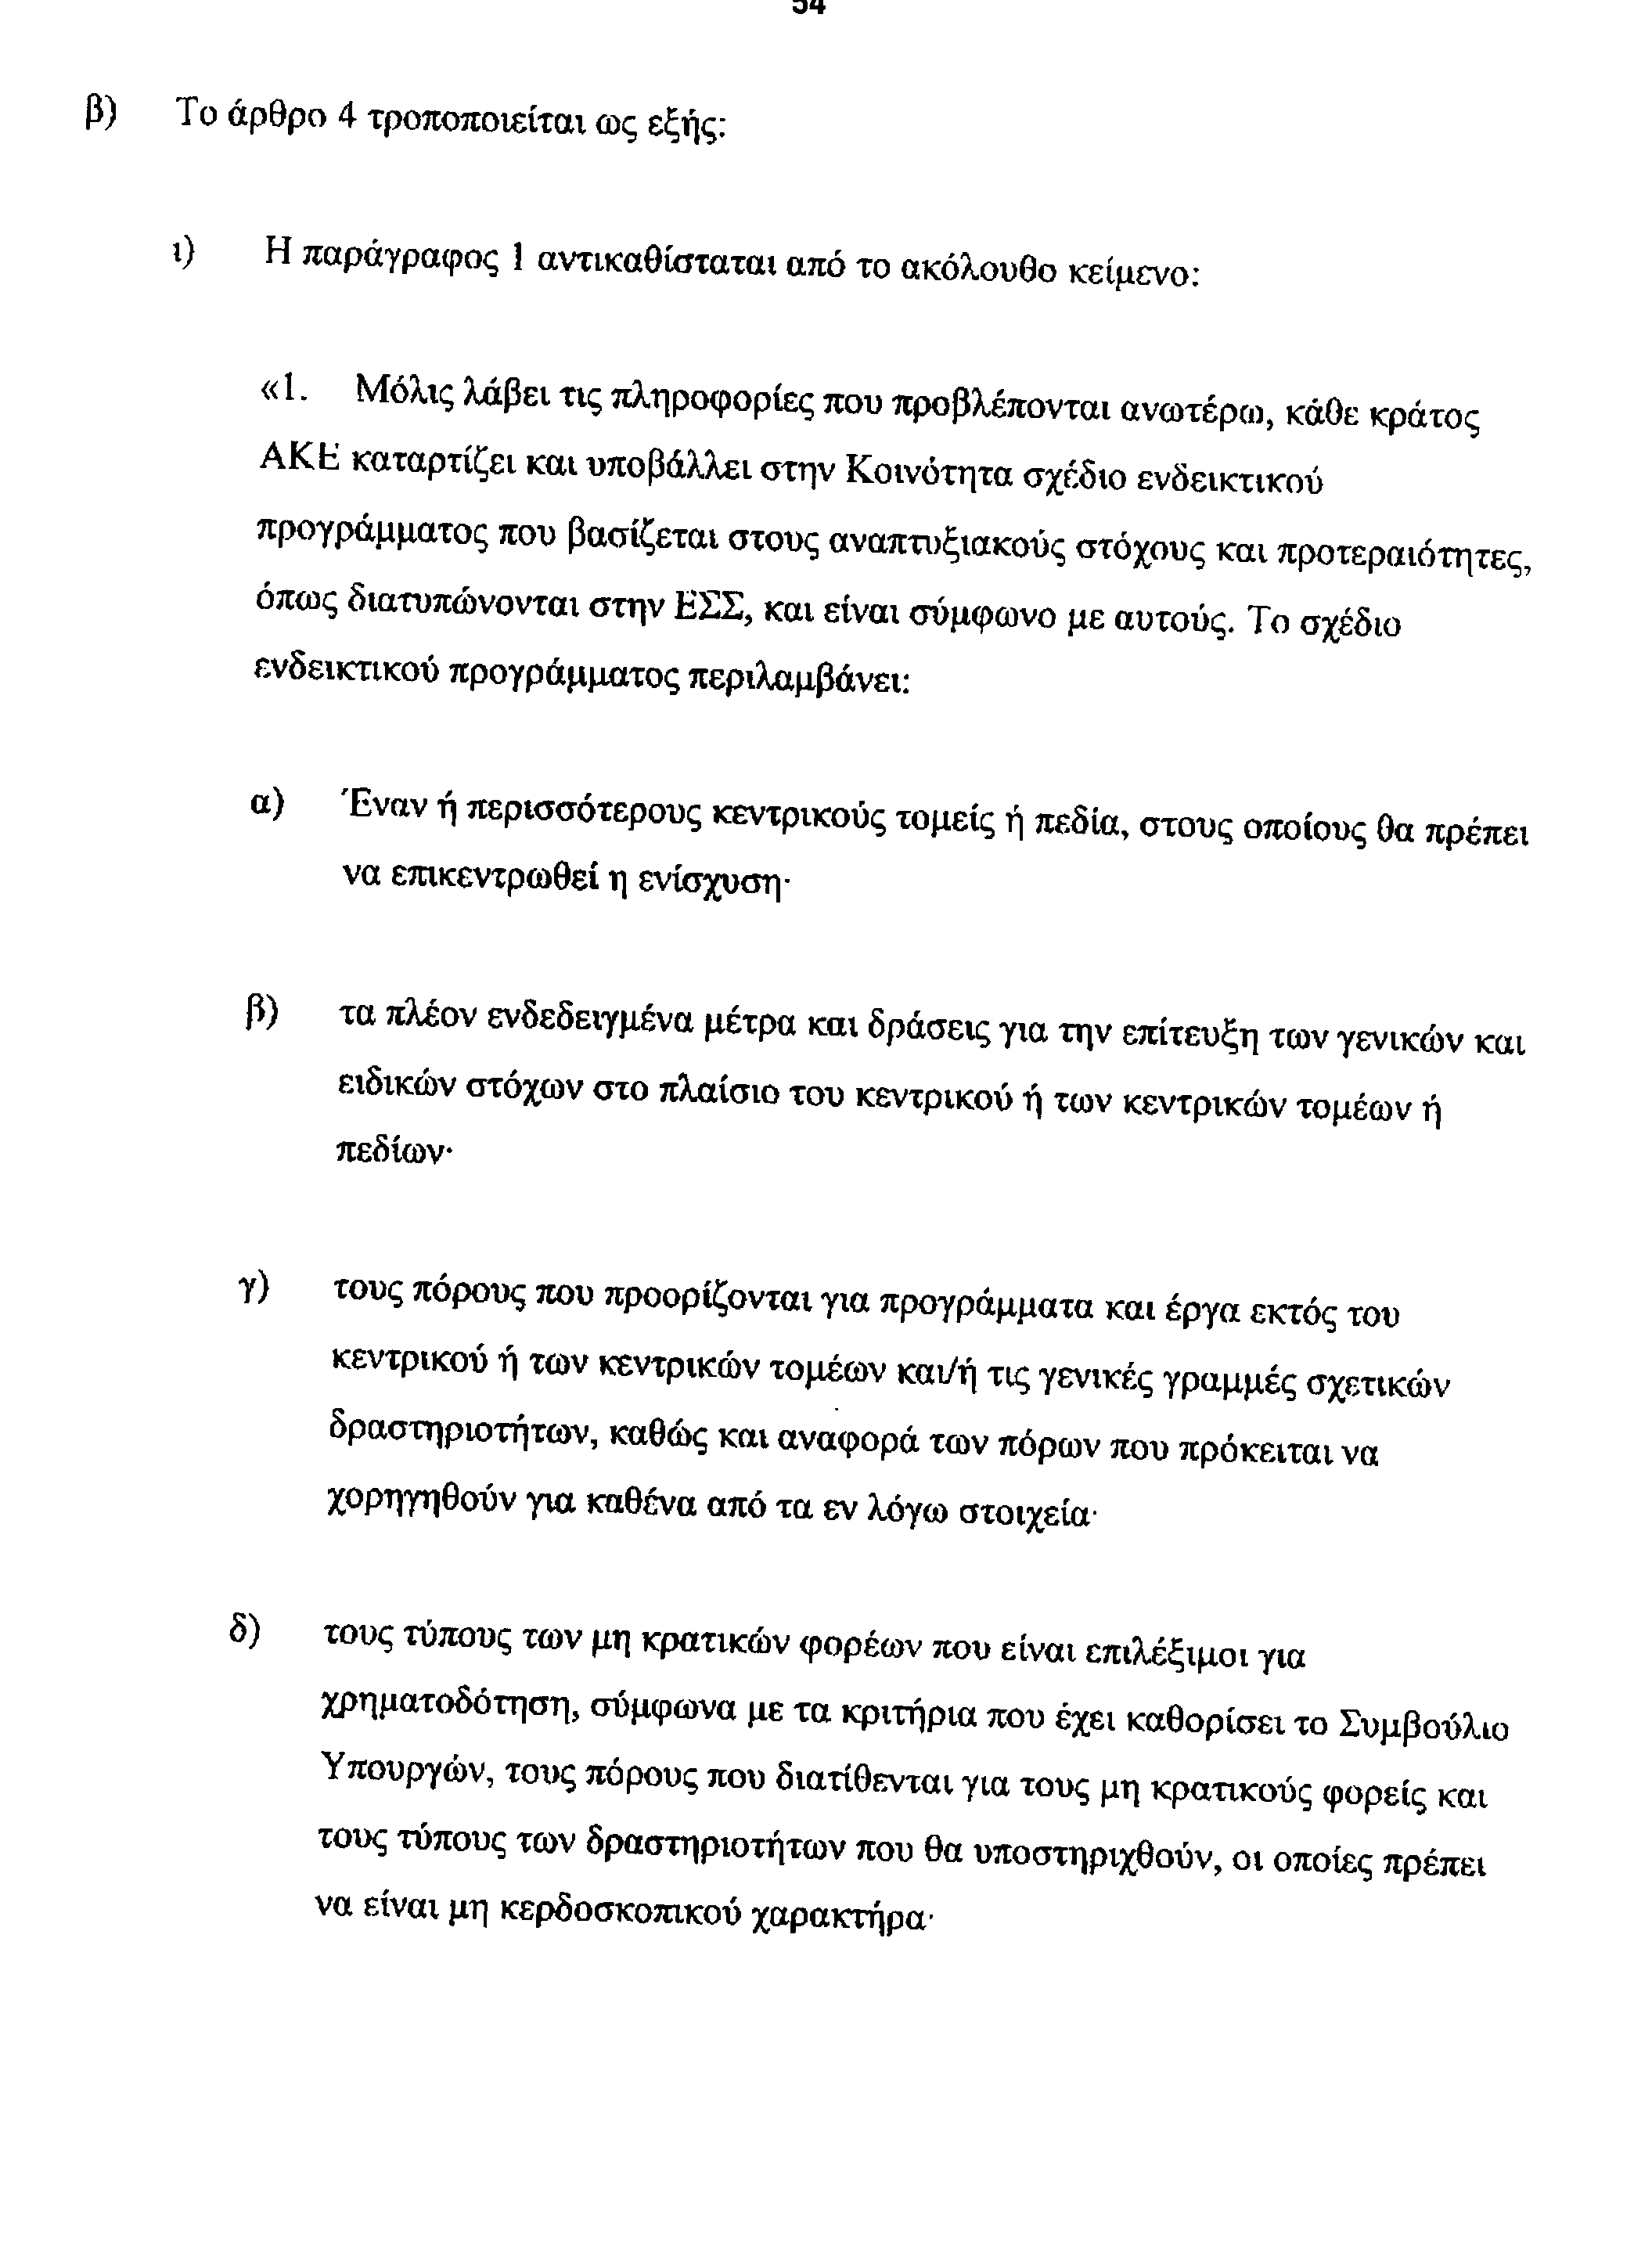 54
β) Το άρθρο 4 τροποποιείται ως εξής:
ι) Η παράγραφος 1 αντικαθίσταται από το ακόλουθο κείμενο:
«1. Μόλις λάβει τις πληροφορίες που προβλέπονται ανωτέρω, κάθε κράτος
ΑΚΕ καταρτίζει και υποβάλλει στην Κοινότητα σχέδιο ενδεικτικού
προγράμματος που βασίζεται στους αναπτυξιακούς στόχους και προτεραιότητες,
όπως διατυπώνονται στην ΕΣΣ, και είναι σύμφωνο με αυτούς. Το σχέδιο
ενδεικτικού προγράμματος περιλαμβάνει:
α) Έναν ή περισσότερους κεντρικούς τομείς ή πεδία, στους οποίους θα πρέπει
να επικεντρωθεί η ενίσχυση·
β) τα πλέον ενδεδειγμένα μέτρα και δράσεις για την επίτευξη των γενικών και
ειδικών στόχων στο πλαίσιο του κεντρικού ή των κεντρικών τομέων ή
πεδίων·
γ) τους πόρους που προορίζονται για προγράμματα και έργα εκτός του
κεντρικού ή των κεντρικών τομέων και/ή τις γενικές γραμμές σχετικών
δραστηριοτήτων, καθώς και αναφορά των πόρων που πρόκειται να
χορηγηθούν για καθένα από τα εν λόγω στοιχεία·
δ) τους τύπους των μη κρατικών φορέων που είναι επιλέξιμοι για
χρηματοδότηση, σύμφωνα με τα κριτήρια που έχει καθορίσει το Συμβούλιο
Υπουργών, τους πόρους που διατίθενται για τους μη κρατικούς φορείς και
τους τύπους των δραστηριοτήτων που θα υποστηριχθούν, οι οποίες πρέπει
να είναι μη κερδοσκοπικού χαρακτήρα·